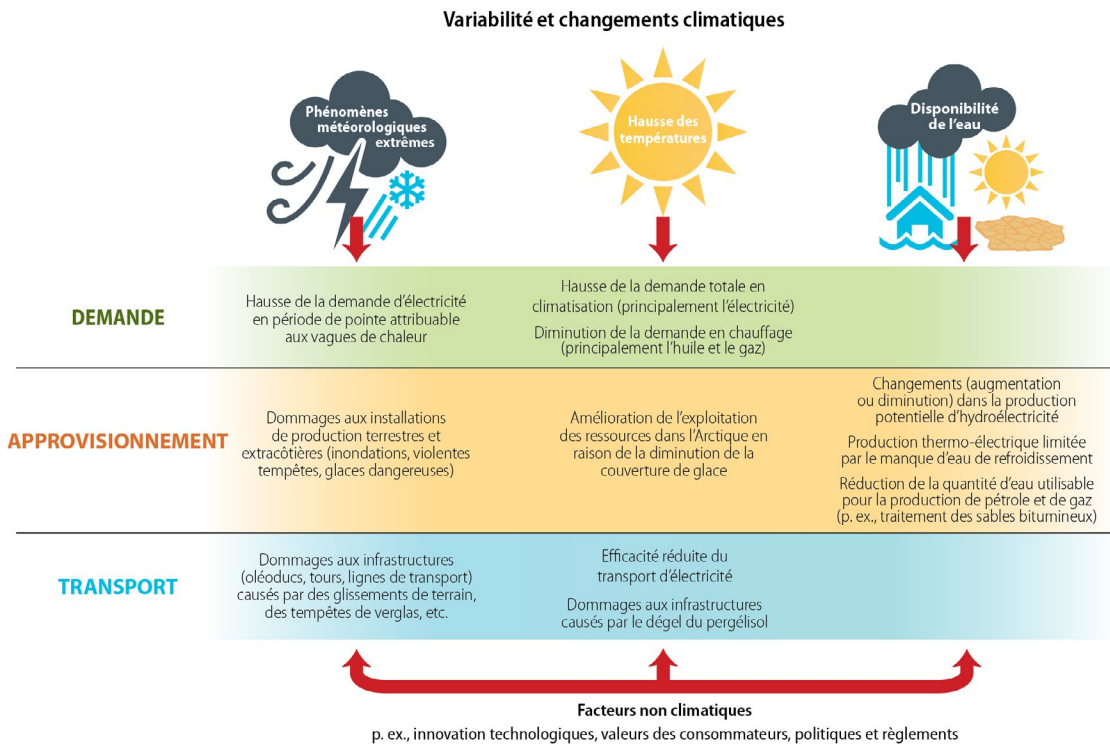 Variabilité et changements climatiques
Phénomènes
météorologiques
extrêmes
Hausse des
températures
Disponibilité
de l'eau
DEMANDE
Hausse de la demande d'électricité
en période de pointe attribuable
aux vagues de chaleur
Hausse de la demande totale en
climatisation (principalement l'électricité)
Diminution de la demande en chauffage
(principalement l'huile et le gaz)
APPROVISIONNEMENT
Dommages aux installations
de production terrestres et
extracôtières (inondations, violentes
tempêtes, glaces dangereuses)
Amélioration de l'exploitation
des ressources dans l'Arctique en
raison de la diminution de la
couverture de glace
Changements (augmentation
ou diminution) dans la production
potentielle d'hydroélectricité
Production thermo-électrique limitée
par le manque d'eau de refroidissement
Réduction de la quantité d'eau utilisable
pour la production de pétrole et de gaz
(p. ex., traitement des sables bitumineux)
TRANSPORT
Dommages aux infrastructures
(oléoducs, tours, lignes de transport)
causés par des glissements de terrain,
des tempêtes de verglas, etc.
Efficacité réduite du
transport d'électricité
Dommages aux infrastructures
causés par le dégel du pergélisol
Facteurs non climatiques
p. ex., innovation technologiques, valeurs des consommateurs, politiques et règlements